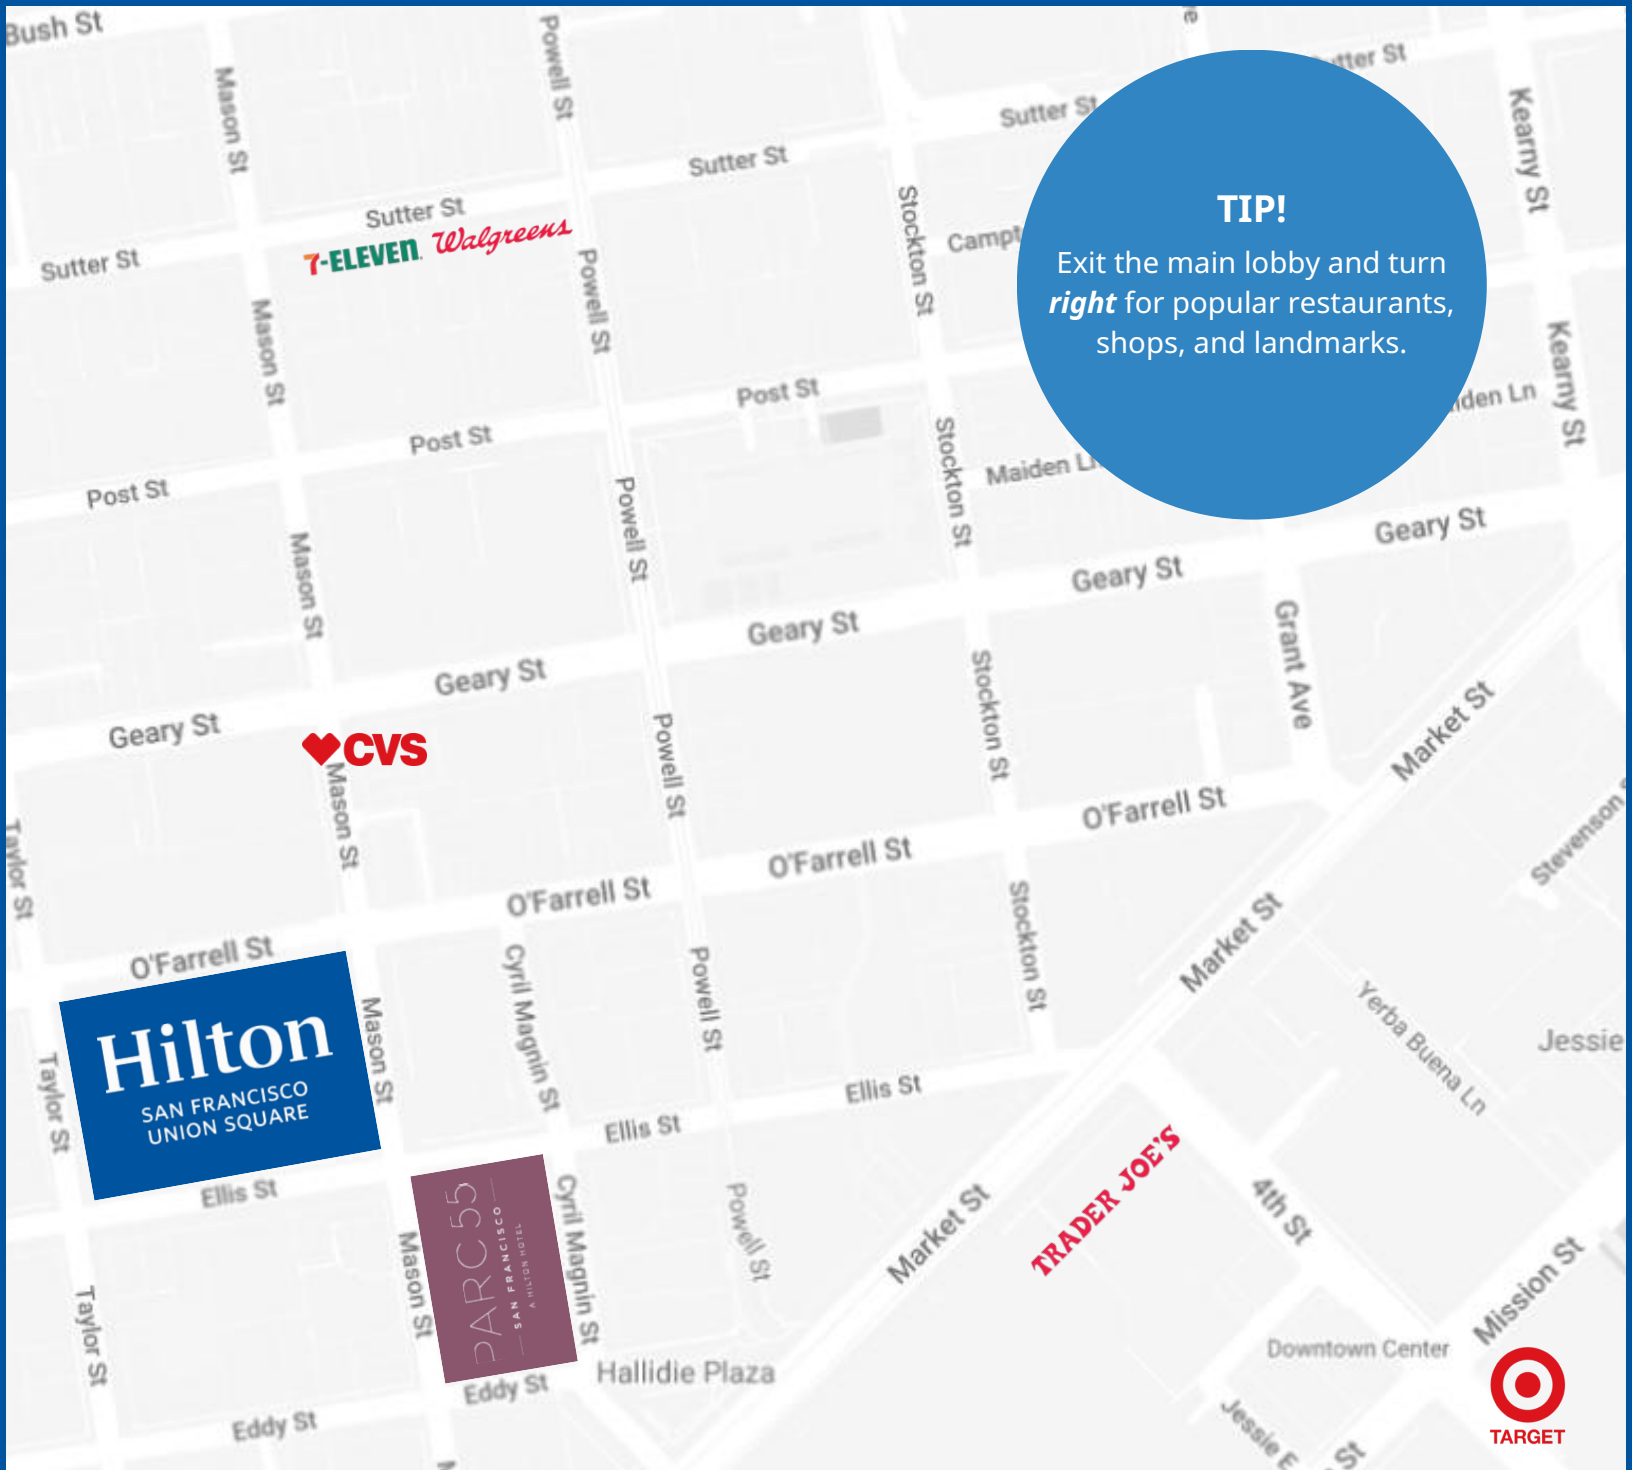 Bush St
Mason St
Powell St
Sutter St
Kearny St
Sutter St
Sutter St
Sutter St
7-ELEVEN.
Walgreens
Sutter St
Stockton St
TIP!
Exit the main lobby and turn
right for popular restaurants,
shops, and landmarks.
Powell St
Mason St
Kearny St
Post St
Post St
Post St
Stockton St
Maiden Ln
Powell St
Mason St
Geary St
Geary St
Geary St
Geary St
Geary St
Grant Ave
Stockton St
Market St
CVS
Powell St
Mason St
Taylor St
O'Farrell St
O'Farrell St
O'Farrell St
O'Farrell St
Stevenson
Market St
Stockton St
Cyril Magnin St
Powell St
Mason St
Hilton
SAN FRANCISCO
UNION SQUARE
Taylor St
Yerba Buena Ln
Jessie
Ellis St
Ellis St
Ellis St
TRADER JOE'S
4th St
Market St
Powell St
Cyril Magnin St
PARC 55
SAN FRANCISCO
A HILTON HOTEL
Mason St
Taylor St
Mission St
Downtown Center
Hallidie Plaza
Eddy St
Eddy St
Jessie E
St
TARGET